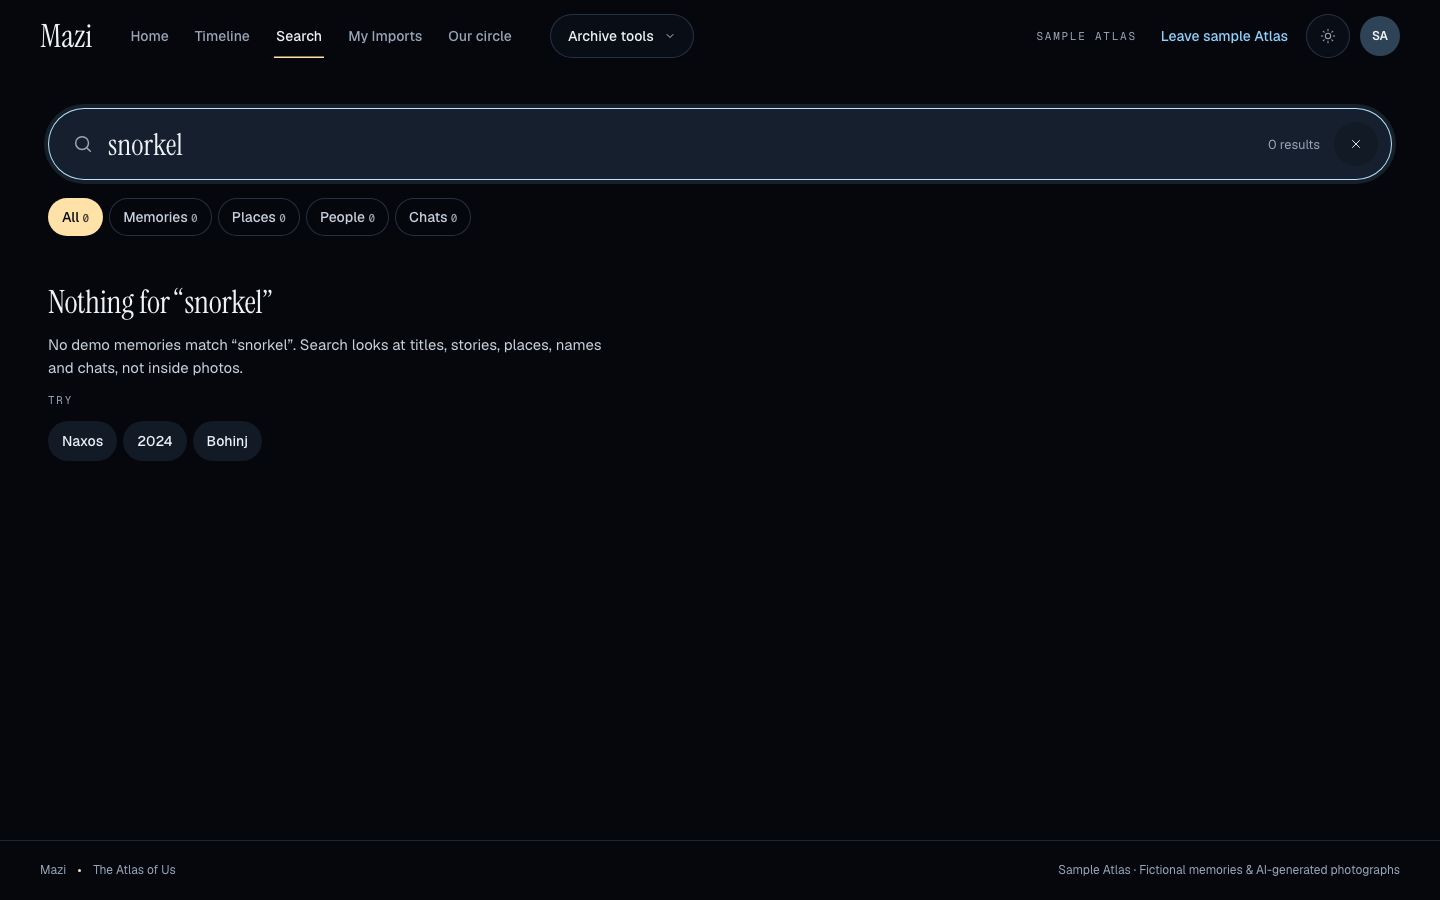 Mazi Home Timeline Search My Imports Our circle Archive tools SAMPLE ATLAS Leave sample Atlas SA
snorkel 0 results
All 0 Memories 0 Places 0 People 0 Chats 0
Nothing for “snorkel”
No demo memories match “snorkel”. Search looks at titles, stories, places, names
and chats, not inside photos.
TRY
Naxos 2024 Bohinj
Mazi • The Atlas of Us Sample Atlas · Fictional memories & AI-generated photographs